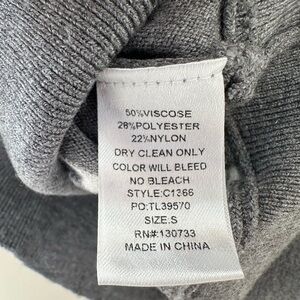 50%VISCOSE
28%POLYESTER
22%NYLON
DRY CLEAN ONLY
COLOR WILL BLEED
NO BLEACH
STYLE:C1366
PO:TL39570
SIZE:S
RN#:130733
MADE IN CHINA